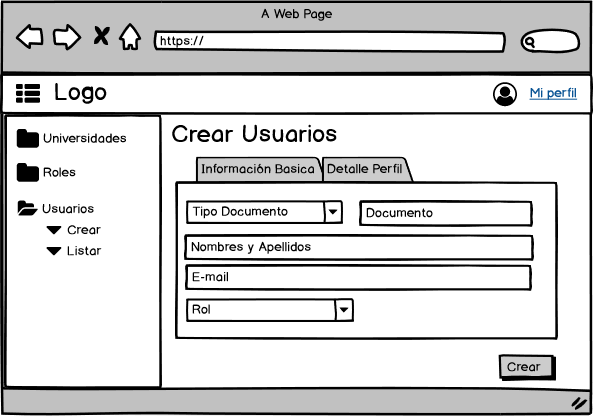 A Web Page
https://
Logo
Mi perfil
Universidades
Roles
Usuarios
Crear
Listar
Crear Usuarios
Información Basica
Detalle Perfil
Tipo Documento
Documento
Nombres y Apellidos
E-mail
Rol
Crear